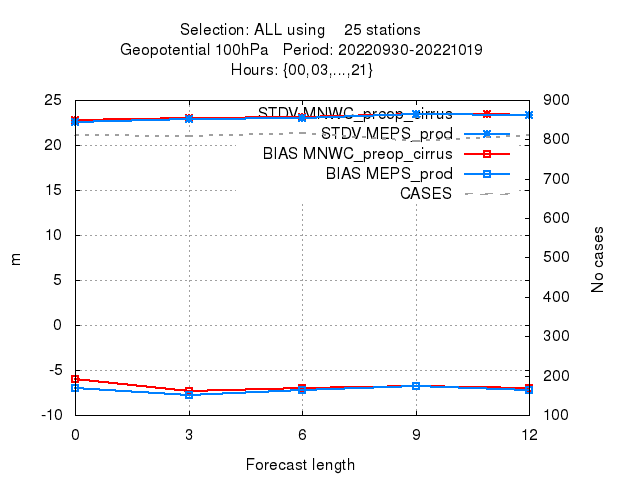 Selection: ALL using    25 stations
Geopotential 100hPa   Period: 20220930-20221019
Hours: {00,03,...,21}
25
20
15
10
5
0
-5
-10
m
STDV MNWC_preop_cirrus
STDV MEPS_prod
BIAS MNWC_preop_cirrus
BIAS MEPS_prod
CASES
900
800
700
600
500
400
300
200
100
No cases
0 3 6 9 12
Forecast length